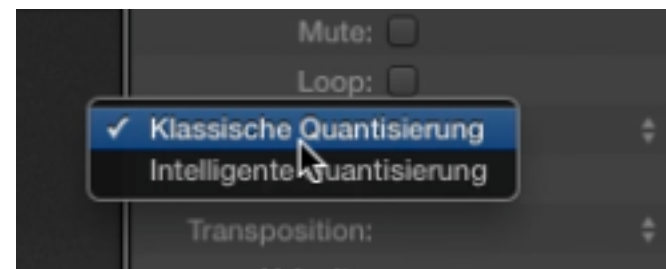 Mute:
Loop:
✓ Klassische Quantisierung
Intelligente Quantisierung
Transposition: